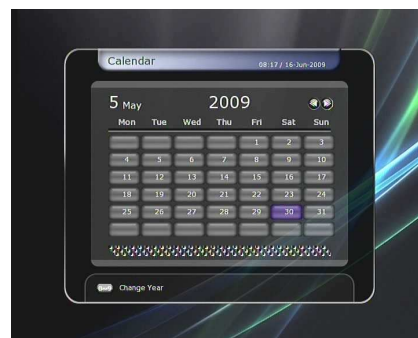 Calendar 08:17 / 16-Jun-2009
5 May 2009
Mon Tue Wed Thu Fri Sat Sun
1 2 3
4 5 6 7 8 9 10
11 12 13 14 15 16 17
18 19 20 21 22 23 24
25 26 27 28 29 30 31
Change Year